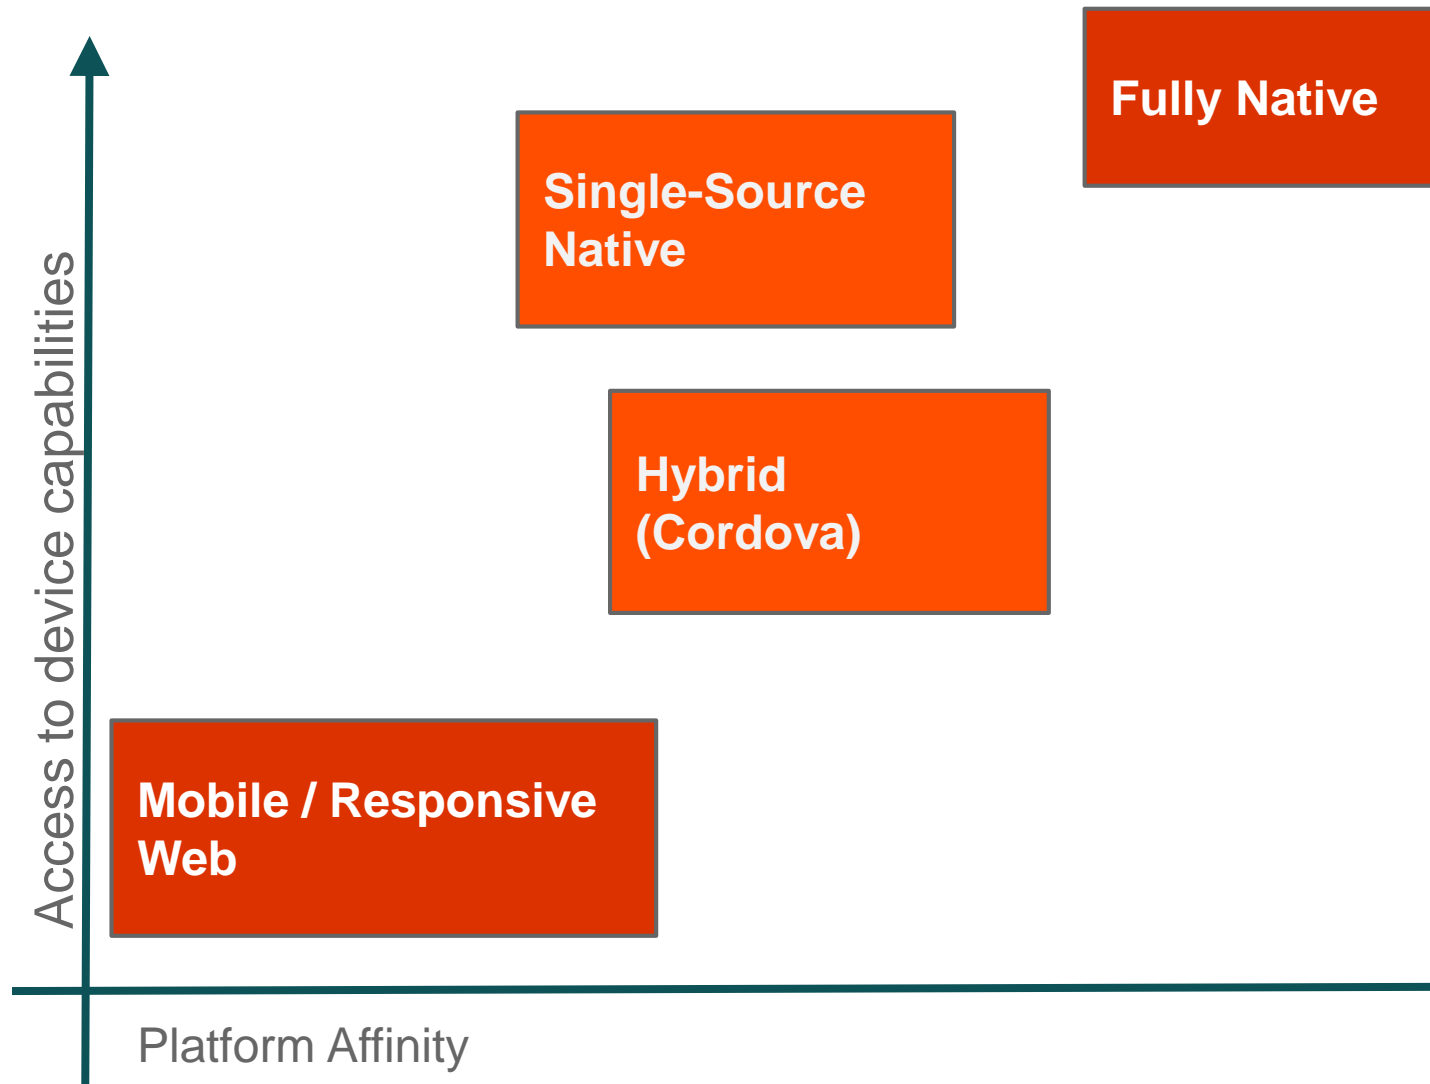 Fully Native
Single-Source
Native
Hybrid
(Cordova)
Mobile / Responsive
Web
Access to device capabilities
Platform Affinity